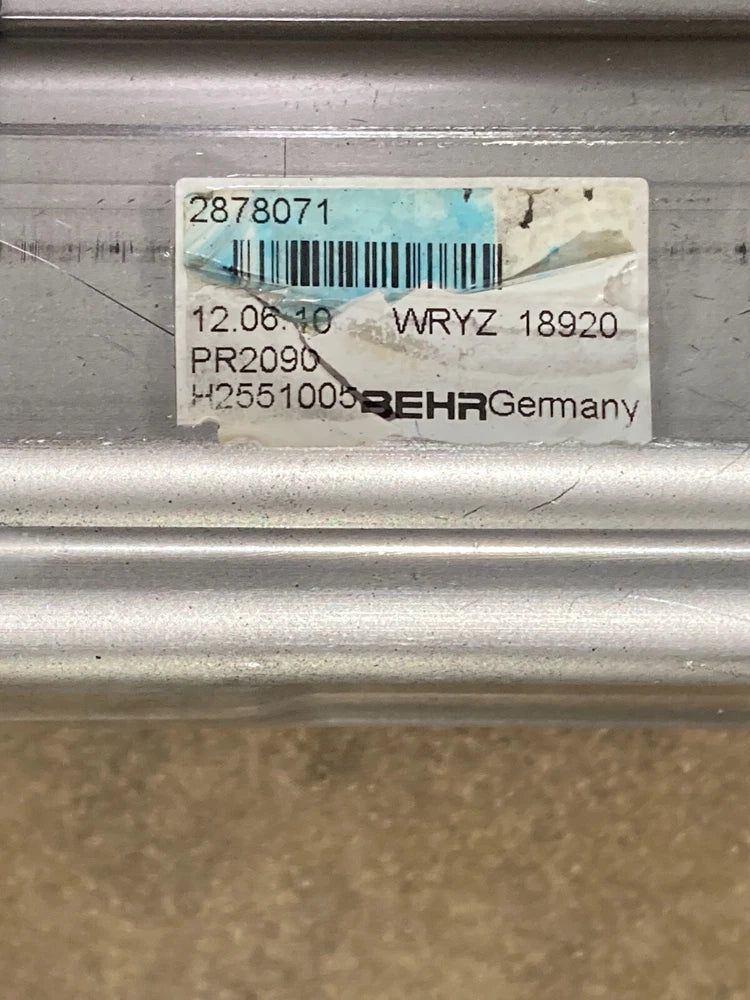 2878071
12.06.10 WRYZ 18920
PR2090
H2551005 BEHR Germany